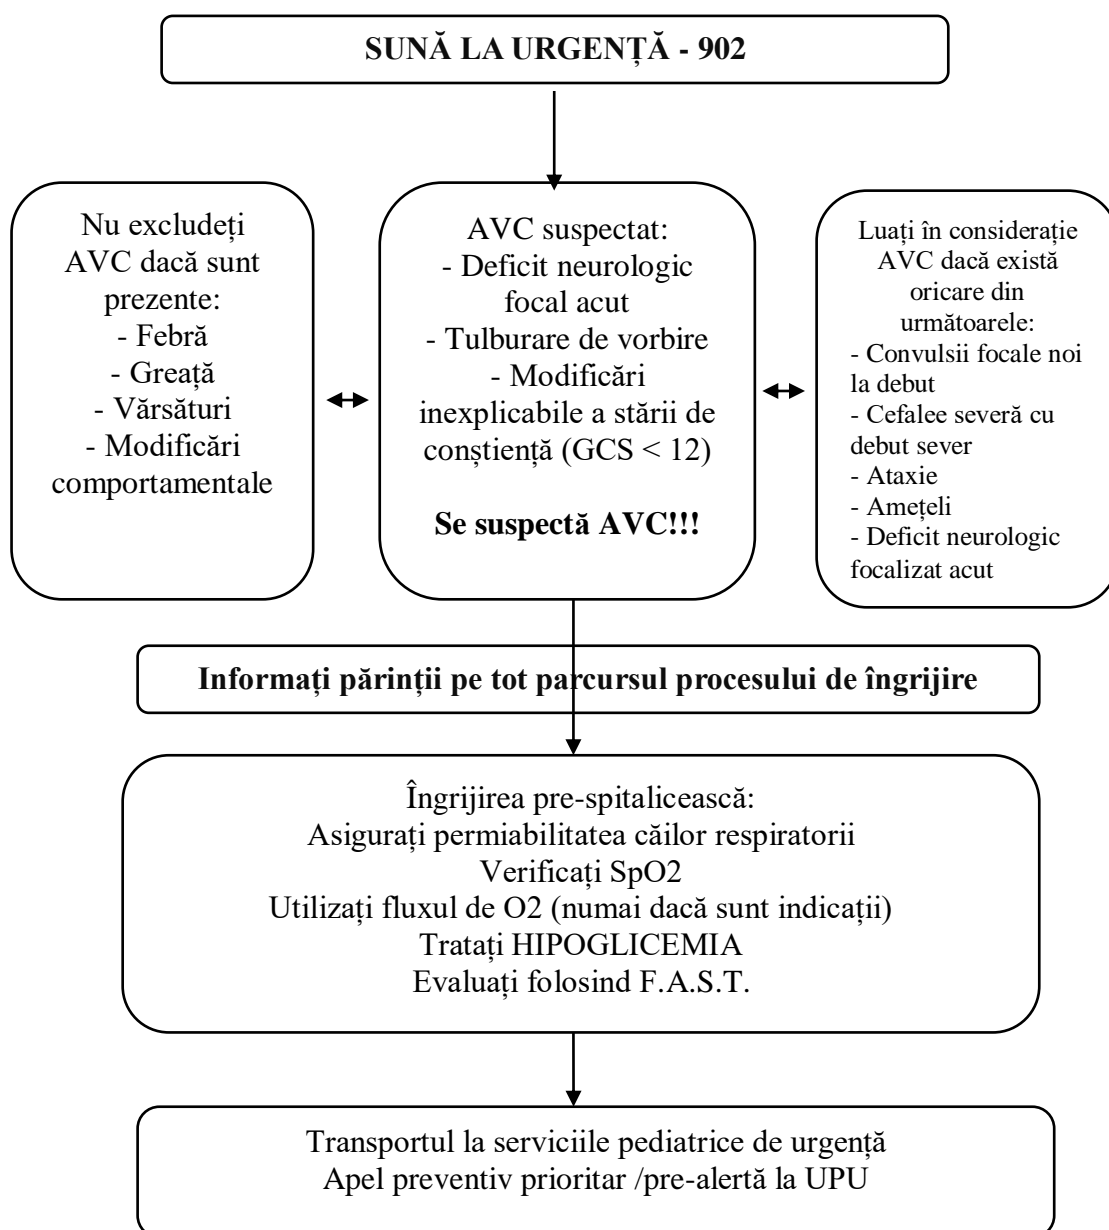 SUNĂ LA URGENȚĂ - 902
Nu excludeți
AVC dacă sunt
prezente:
- Febră
- Greață
- Vărsături
- Modificări
comportamentale
AVC suspectat:
- Deficit neurologic
focal acut
- Tulburare de vorbire
- Modificări
inexplicabile a stării de
conștiență (GCS < 12)
Se suspectă AVC!!!
Luați în considerație
AVC dacă există
oricare din
următoarele:
- Convulsii focale noi
la debut
- Cefalee severă cu
debut sever
- Ataxie
- Amețeli
- Deficit neurologic
focalizat acut
Informați părinții pe tot parcursul procesului de îngrijire
Îngrijirea pre-spitalicească:
Asigurați permiabilitatea căilor respiratorii
Verificați SpO2
Utilizați fluxul de O2 (numai dacă sunt indicații)
Tratați HIPOGLICEMIA
Evaluați folosind F.A.S.T.
Transportul la serviciile pediatrice de urgență
Apel preventiv prioritar /pre-alertă la UPU